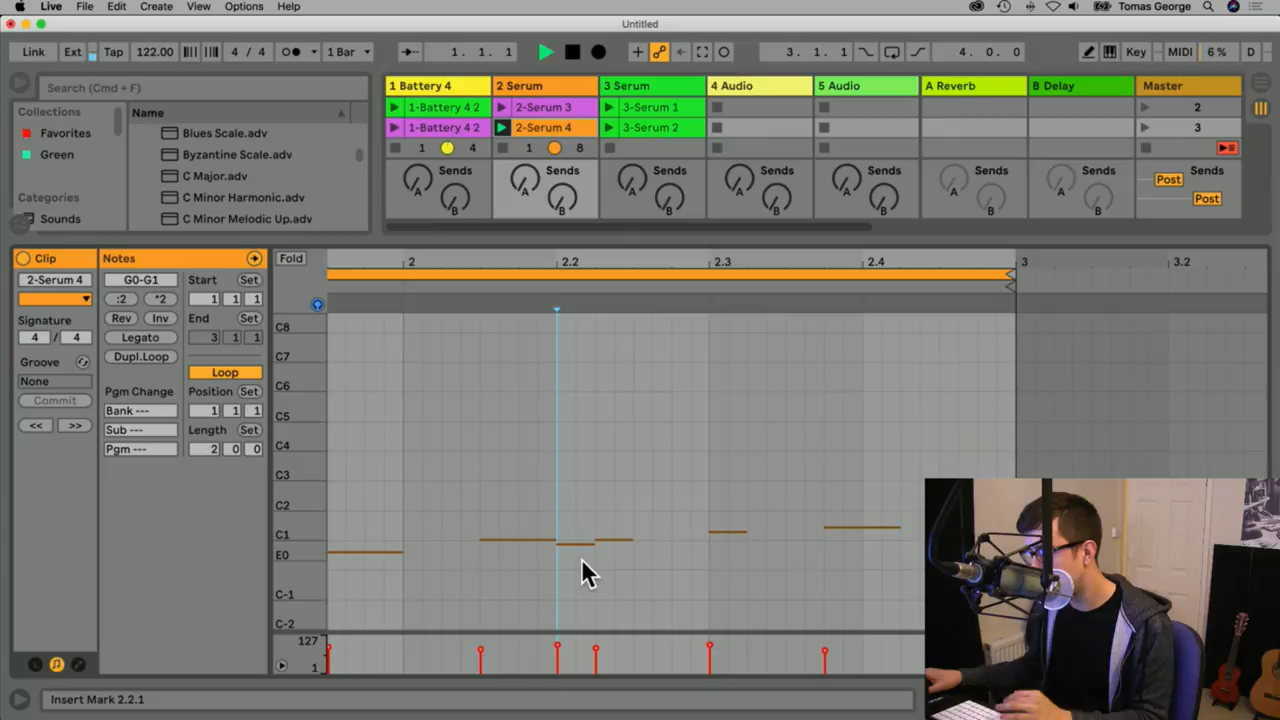 Live File Edit Create View Options Help Tomas George
Untitled
Link Ext Tap 122.00 4 / 4 1 Bar 1. 1. 1 3. 1. 1 4. 0. 0 Key MIDI 6 % D
Search (Cmd + F)
1 Battery 4 2 Serum 3 Serum 4 Audio 5 Audio A Reverb B Delay Master
Collections Name
1-Battery 4 2 2-Serum 3 3-Serum 1 2
Favorites Blues Scale.adv
1-Battery 4 2 2-Serum 4 3-Serum 2 3
Green Byzantine Scale.adv
1 4 1 8
C Major.adv
Sends Sends Sends Sends Sends Sends Sends Sends
A A A A A A A Post
Categories C Minor Harmonic.adv
B B B B B B B Post
Sounds C Minor Melodic Up.adv
Clip Notes Fold 2 2.2 2.3 2.4 3 3.2
2-Serum 4 G0-G1 Start Set
:2 *2 1 1 1
Signature Rev Inv End Set
4 / 4 Legato 3 1 1
Groove Dupl.Loop
None Loop
Commit Pgm Change Position Set
Bank --- 1 1 1
<< >> Sub --- Length Set
Pgm --- 2 0 0
C8
C7
C6
C5
C4
C3
C2
C1
E0
C-1
C-2
127
1
Insert Mark 2.2.1